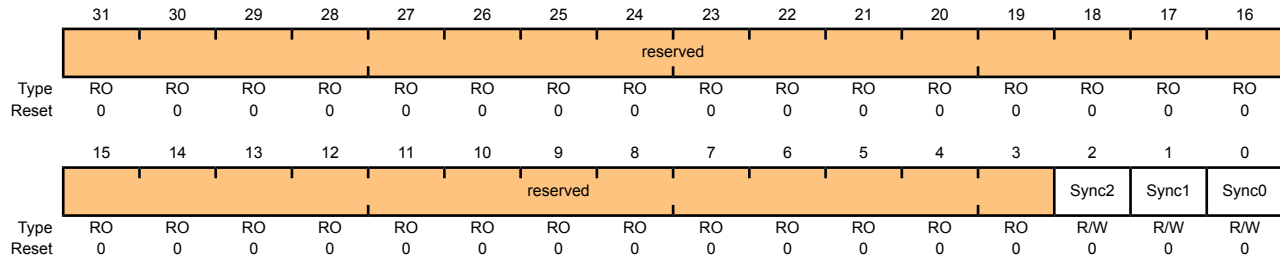 31 30 29 28 27 26 25 24 23 22 21 20 19 18 17 16
reserved
Type RO RO RO RO RO RO RO RO RO RO RO RO RO RO RO RO
Reset 0 0 0 0 0 0 0 0 0 0 0 0 0 0 0 0
15 14 13 12 11 10 9 8 7 6 5 4 3 2 1 0
reserved Sync2 Sync1 Sync0
Type RO RO RO RO RO RO RO RO RO RO RO RO RO R/W R/W R/W
Reset 0 0 0 0 0 0 0 0 0 0 0 0 0 0 0 0